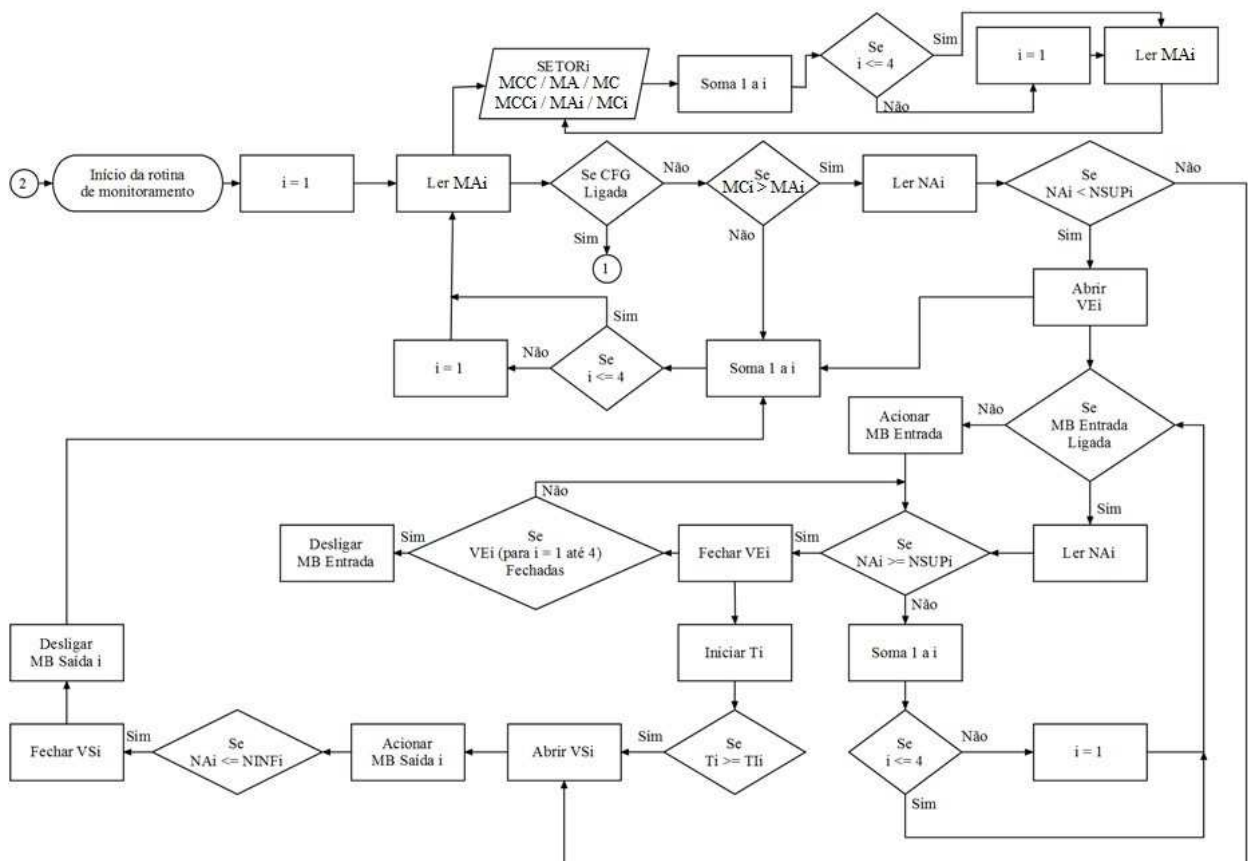 Se
i <= 4
Sim
Não
i = 1
Ler MAi
SETORi
MCC / MA / MC
MCCi / MAi / MCi
Soma 1 a i
2
Início da rotina
de monitoramento
i = 1
Ler MAi
Se CFG
Ligada
Não
Sim
1
Se
MCi > MAi
Sim
Não
Ler NAi
Se
NAi < NSUPi
Não
Sim
Abrir
VEi
i = 1
Não
Se
i <= 4
Sim
Soma 1 a i
Acionar
MB Entrada
Não
Se
MB Entrada
Ligada
Sim
Desligar
MB Entrada
Sim
Não
Se
VEi (para i = 1 até 4)
Fechadas
Fechar VEi
Sim
Se
NAi >= NSUPi
Não
Ler NAi
Desligar
MB Saída i
Iniciar Ti
Soma 1 a i
Fechar VSi
Sim
Se
NAi <= NINFi
Acionar
MB Saída i
Abrir VSi
Sim
Se
Ti >= TIi
Se
i <= 4
Não
Sim
i = 1